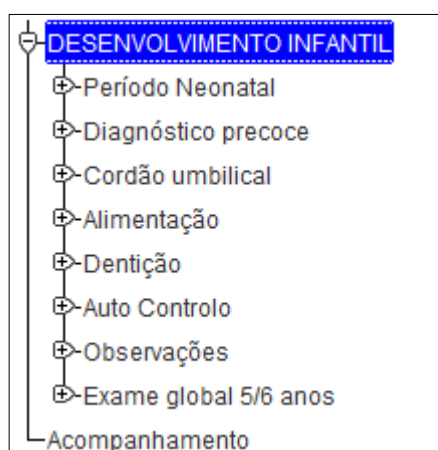 DESENVOLVIMENTO INFANTIL
Período Neonatal
Diagnóstico precoce
Cordão umbilical
Alimentação
Dentição
Auto Controlo
Observações
Exame global 5/6 anos
Acompanhamento